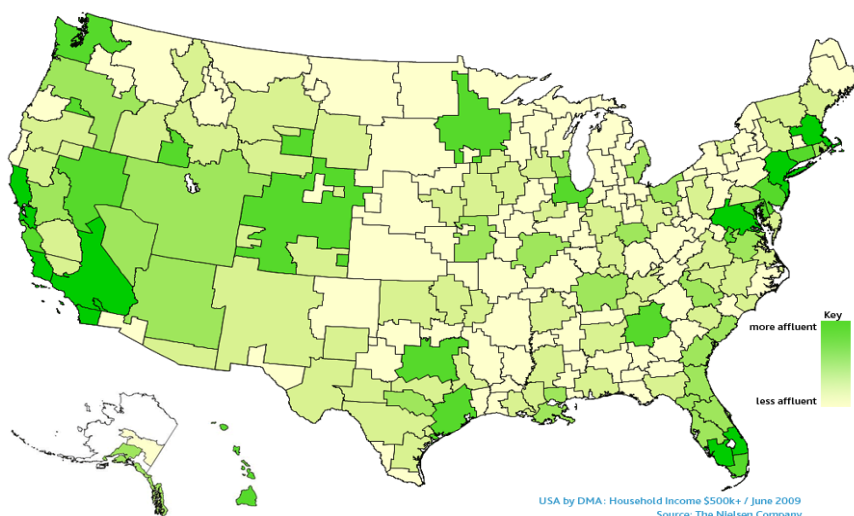 Key
more affluent
less affluent
USA by DMA: Household Income $500k+ / June 2009
Source: The Nielsen Company